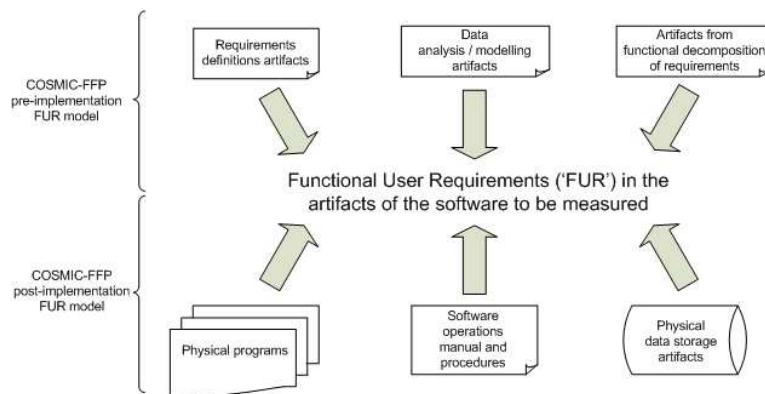 Requirements
definitions artifacts
Data
analysis / modelling
artifacts
Artifacts from
functional decomposition
of requirements
COSMIC-FFP
pre-implementation
FUR model
Functional User Requirements (‘FUR’) in the
artifacts of the software to be measured
COSMIC-FFP
post-implementation
FUR model
Physical programs
Software
operations
manual and
procedures
Physical
data storage
artifacts